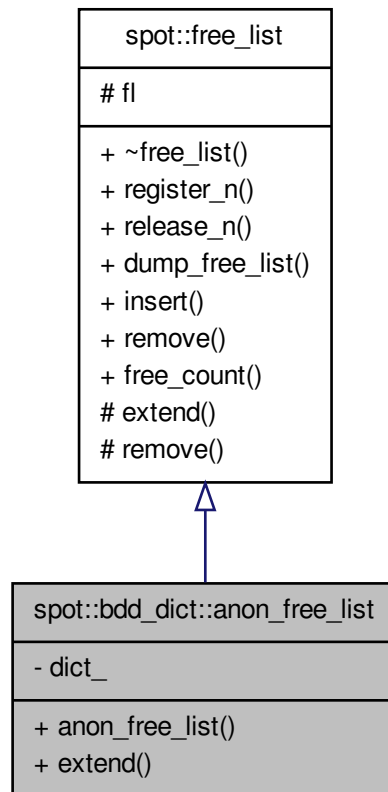 spot::free_list
# fl
+ ~free_list()
+ register_n()
+ release_n()
+ dump_free_list()
+ insert()
+ remove()
+ free_count()
# extend()
# remove()
spot::bdd_dict::anon_free_list
- dict_
+ anon_free_list()
+ extend()